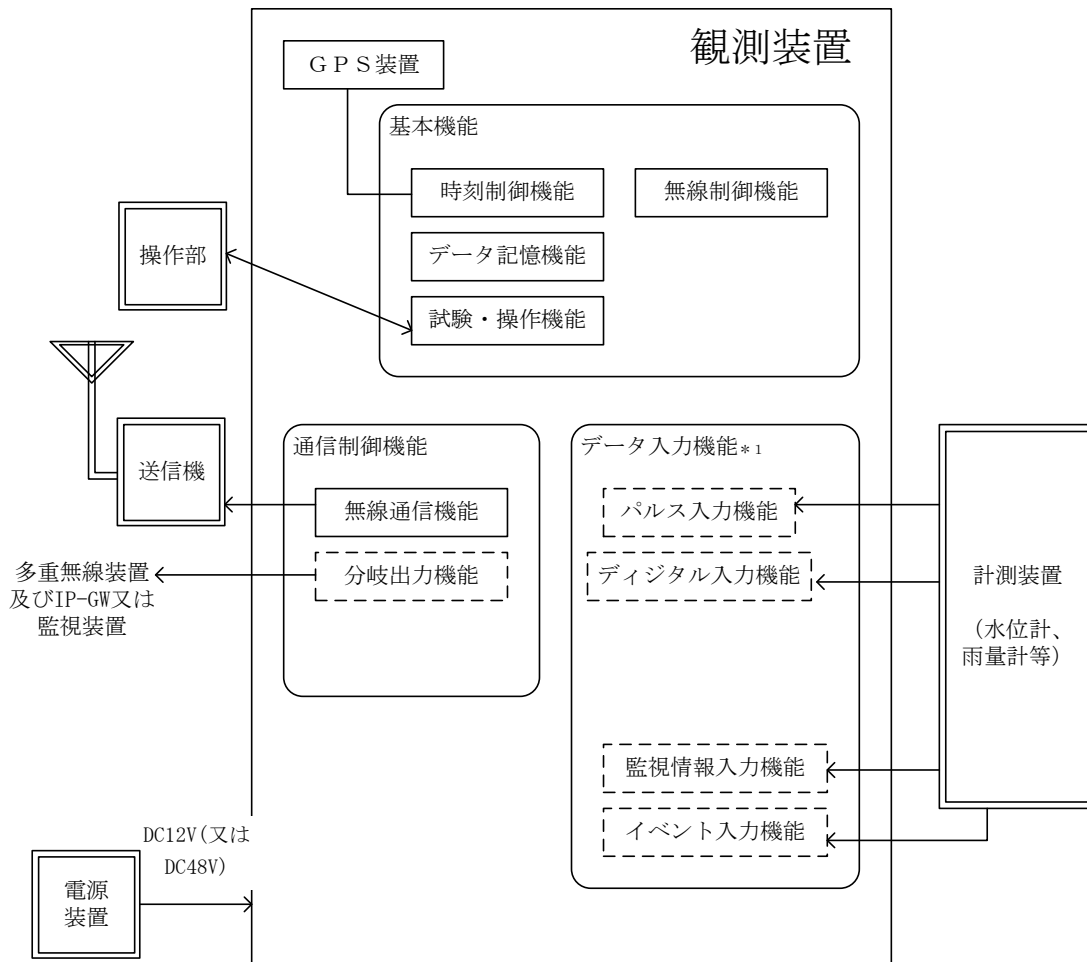 観測装置
ＧＰＳ装置
基本機能
時刻制御機能
無線制御機能
データ記憶機能
試験・操作機能
操作部
送信機
通信制御機能
無線通信機能
分岐出力機能
多重無線装置
及びIP-GW又は
監視装置
データ入力機能＊1
パルス入力機能
ディジタル入力機能
監視情報入力機能
イベント入力機能
計測装置
（水位計、
雨量計等）
DC12V(又は
DC48V)
電源
装置